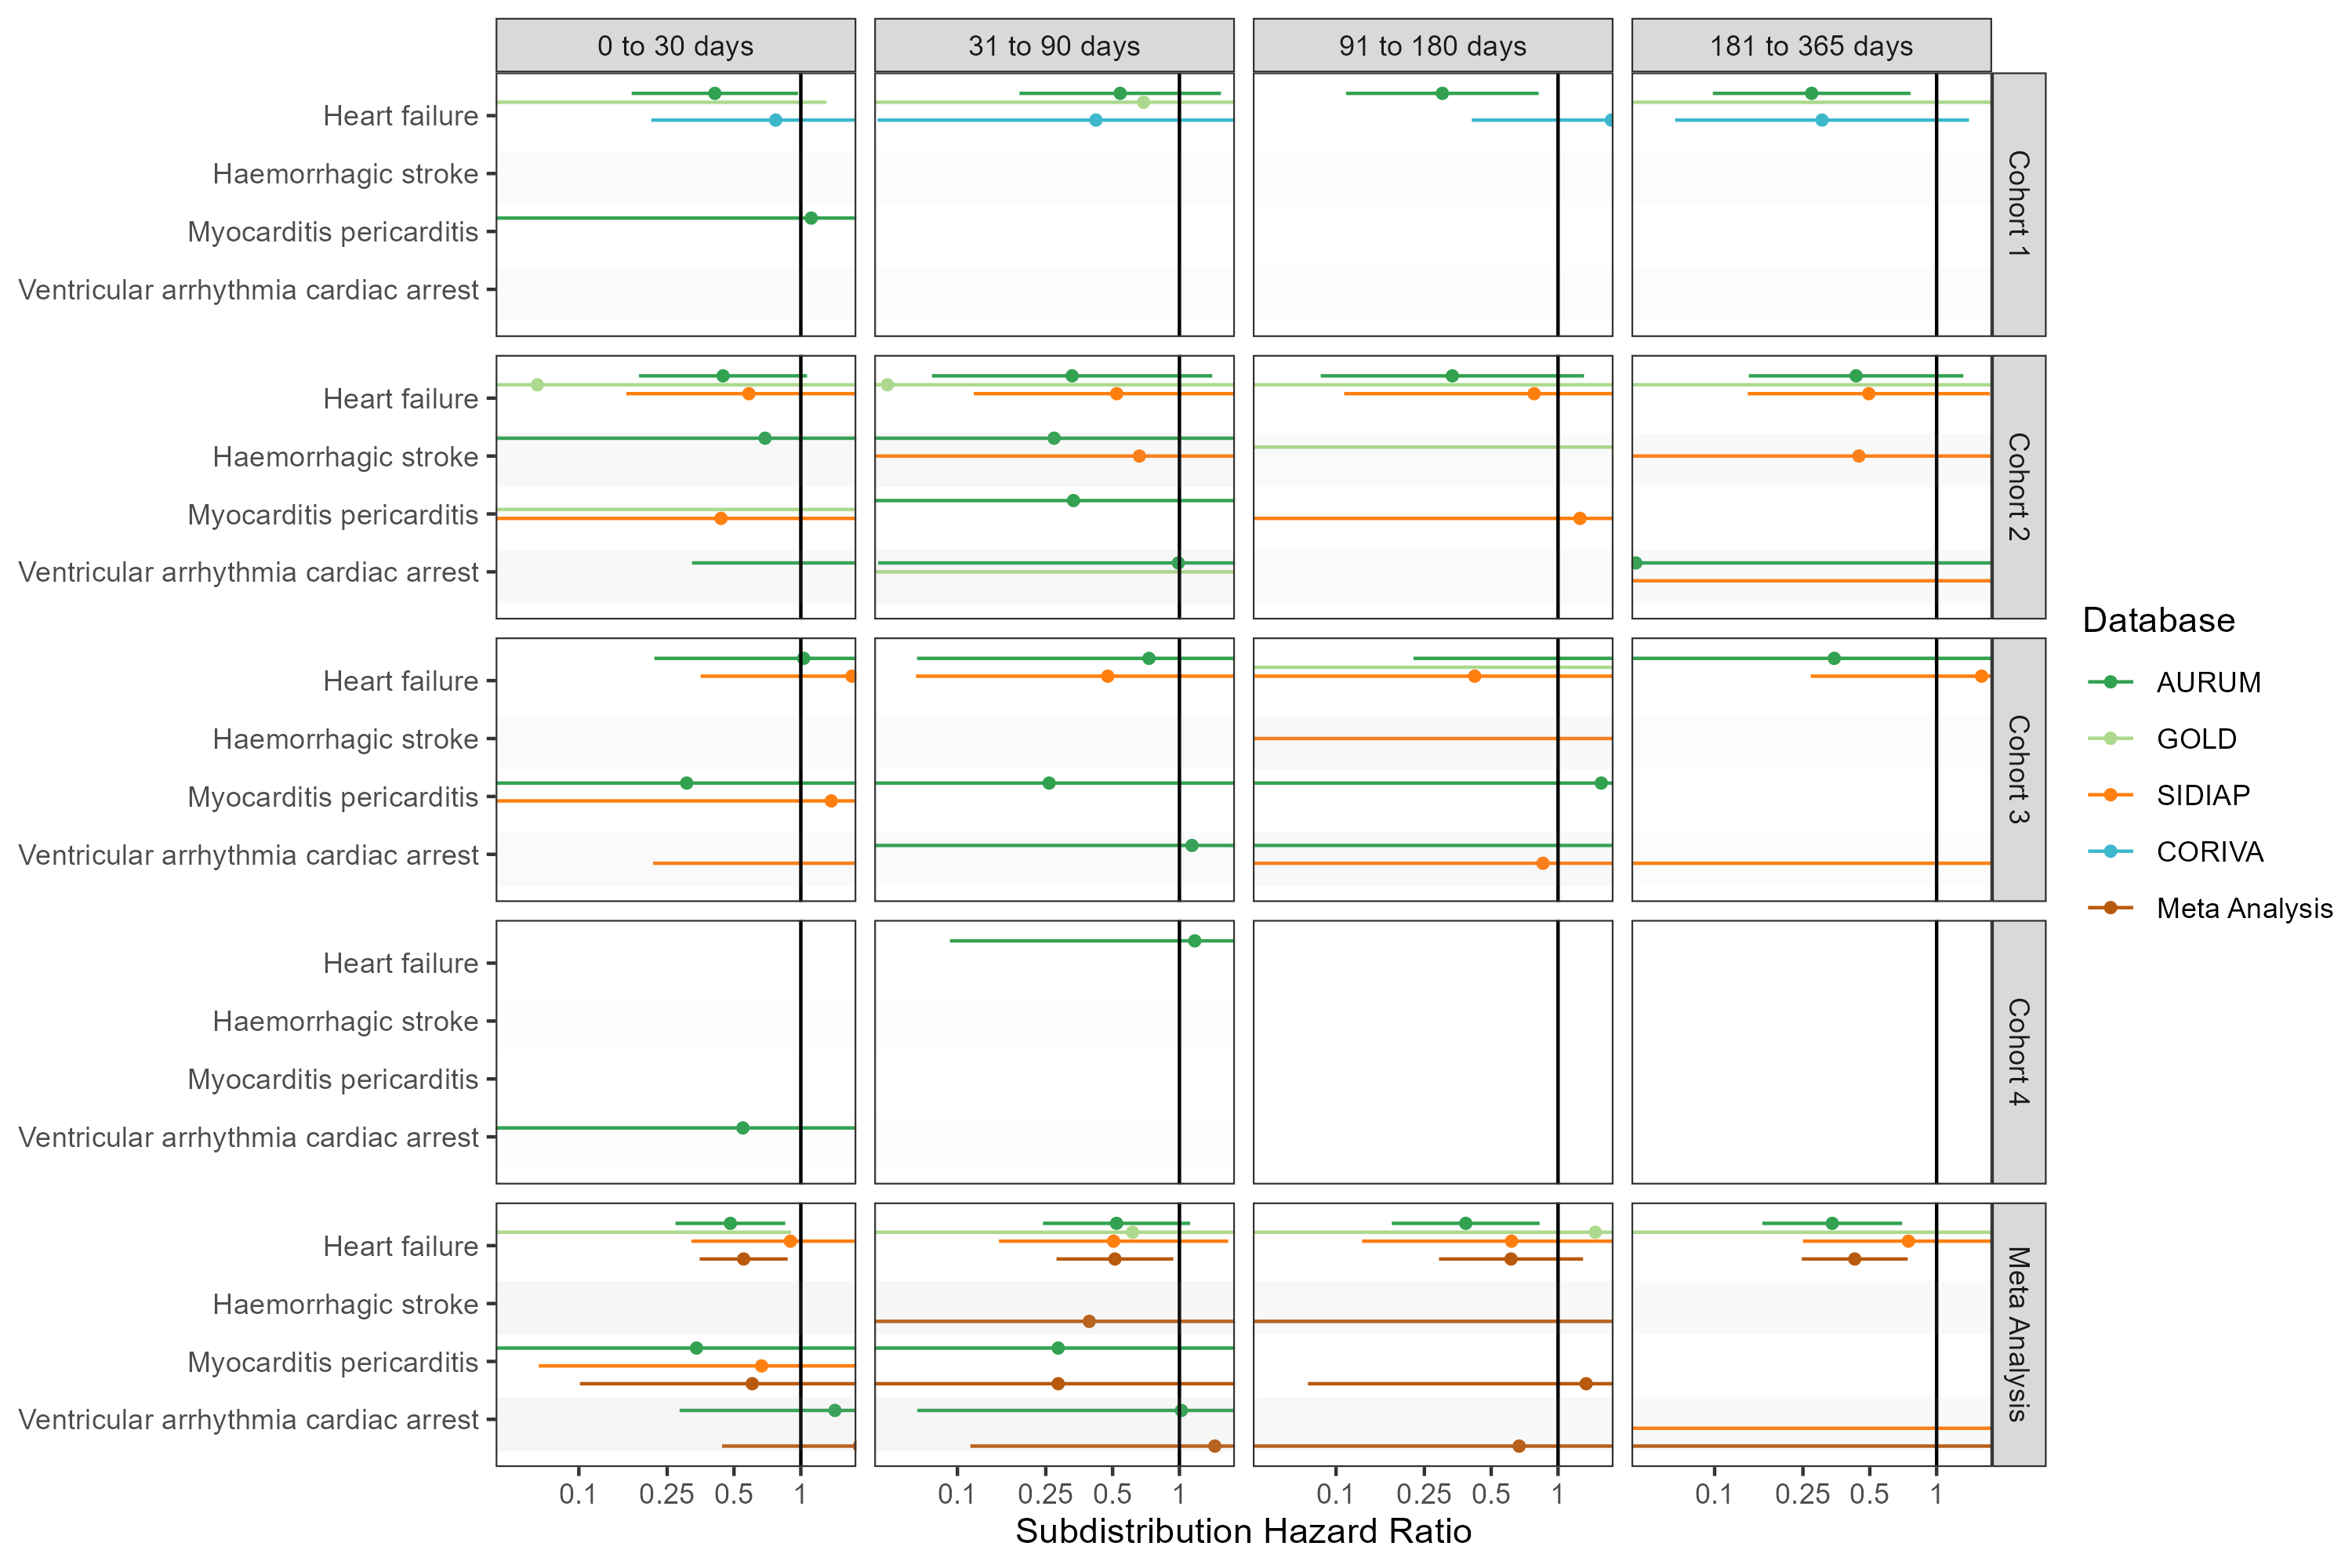 0 to 30 days
31 to 90 days
91 to 180 days
181 to 365 days
Heart failure
Haemorrhagic stroke
Myocarditis pericarditis
Ventricular arrhythmia cardiac arrest
Cohort 1
Heart failure
Haemorrhagic stroke
Myocarditis pericarditis
Ventricular arrhythmia cardiac arrest
Cohort 2
Heart failure
Haemorrhagic stroke
Myocarditis pericarditis
Ventricular arrhythmia cardiac arrest
Cohort 3
Heart failure
Haemorrhagic stroke
Myocarditis pericarditis
Ventricular arrhythmia cardiac arrest
Cohort 4
Heart failure
Haemorrhagic stroke
Myocarditis pericarditis
Ventricular arrhythmia cardiac arrest
Meta Analysis
0.1 0.25 0.5 1
0.1 0.25 0.5 1
0.1 0.25 0.5 1
0.1 0.25 0.5 1
Subdistribution Hazard Ratio
Database
AURUM
GOLD
SIDIAP
CORIVA
Meta Analysis